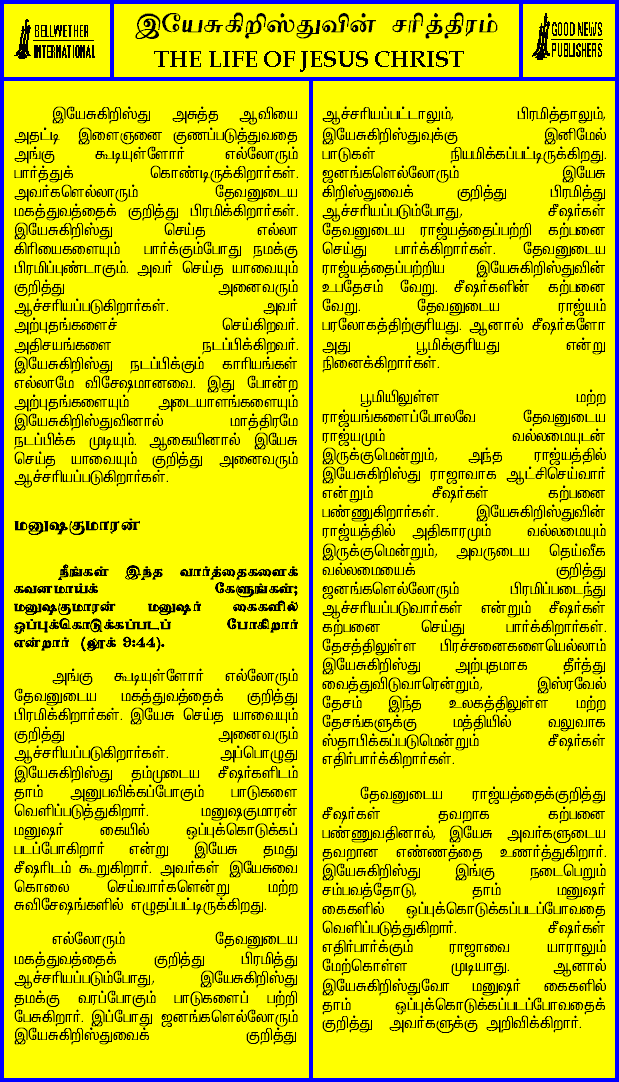 BELLWETHER
INTERNATIONAL
இயேசுகிறிஸ்துவின் சரித்திரம்
THE LIFE OF JESUS CHRIST
GOOD NEWS
PUBLISHERS
இயேசுகிறிஸ்து அசுத்த ஆவியை
அதட்டி இளைஞனை குணப்படுத்துவதை
அங்கு கூடியுள்ளோர் எல்லோரும்
பார்த்துக் கொண்டிருக்கிறார்கள்.
அவர்களெல்லாரும் தேவனுடைய
மகத்துவத்தைக் குறித்து பிரமிக்கிறார்கள்.
இயேசுகிறிஸ்து செய்த எல்லா
கிரியைகளையும் பார்க்கும்போது நமக்கு
பிரமிப்புண்டாகும். அவர் செய்த யாவையும்
குறித்து அனைவரும்
ஆச்சரியப்படுகிறார்கள். அவர்
அற்புதங்களைச் செய்கிறவர்.
அதிசயங்களை நடப்பிக்கிறவர்.
இயேசுகிறிஸ்து நடப்பிக்கும் காரியங்கள்
எல்லாமே விசேஷமானவை. இது போன்ற
அற்புதங்களையும் அடையாளங்களையும்
இயேசுகிறிஸ்துவினால் மாத்திரமே
நடப்பிக்க முடியும். ஆகையினால் இயேசு
செய்த யாவையும் குறித்து அனைவரும்
ஆச்சரியப்படுகிறார்கள்.
மனுஷகுமாரன்
நீங்கள் இந்த வார்த்தைகளைக்
கவனமாய்க் கேளுங்கள்;
மனுஷகுமாரன் மனுஷர் கைகளில்
ஒப்புக்கொடுக்கப்படப் போகிறார்
என்றார் (லூக் 9:44).
அங்கு கூடியுள்ளோர் எல்லோரும்
தேவனுடைய மகத்துவத்தைக் குறித்து
பிரமிக்கிறார்கள். இயேசு செய்த யாவையும்
குறித்து அனைவரும்
ஆச்சரியப்படுகிறார்கள். அப்பொழுது
இயேசுகிறிஸ்து தம்முடைய சீஷர்களிடம்
தாம் அனுபவிக்கப்போகும் பாடுகளை
வெளிப்படுத்துகிறார். மனுஷகுமாரன்
மனுஷர் கையில் ஒப்புக்கொடுக்கப்
படப்போகிறார் என்று இயேசு தமது
சீஷரிடம் கூறுகிறார். அவர்கள் இயேசுவை
கொலை செய்வார்களென்று மற்ற
சுவிசேஷங்களில் எழுதப்பட்டிருக்கிறது.
எல்லோரும் தேவனுடைய
மகத்துவத்தைக் குறித்து பிரமித்து
ஆச்சரியப்படும்போது, இயேசுகிறிஸ்து
தமக்கு வரப்போகும் பாடுகளைப் பற்றி
பேசுகிறார். இப்போது ஜனங்களெல்லோரும்
இயேசுகிறிஸ்துவைக் குறித்து
ஆச்சரியப்பட்டாலும், பிரமித்தாலும்,
இயேசுகிறிஸ்துவுக்கு இனிமேல்
பாடுகள் நியமிக்கப்பட்டிருக்கிறது.
ஜனங்களெல்லோரும் இயேசு
கிறிஸ்துவைக் குறித்து பிரமித்து
ஆச்சரியப்படும்போது, சீஷர்கள்
தேவனுடைய ராஜ்யத்தைப்பற்றி கற்பனை
செய்து பார்க்கிறார்கள். தேவனுடைய
ராஜ்யத்தைப்பற்றிய இயேசுகிறிஸ்துவின்
உபதேசம் வேறு. சீஷர்களின் கற்பனை
வேறு. தேவனுடைய ராஜ்யம்
பரலோகத்திற்குரியது. ஆனால் சீஷர்களோ
அது பூமிக்குரியது என்று
நினைக்கிறார்கள்.
பூமியிலுள்ள மற்ற
ராஜ்யங்களைப்போலவே தேவனுடைய
ராஜ்யமும் வல்லமையுடன்
இருக்குமென்றும், அந்த ராஜ்யத்தில்
இயேசுகிறிஸ்து ராஜாவாக ஆட்சிசெய்வார்
என்றும் சீஷர்கள் கற்பனை
பண்ணுகிறார்கள். இயேசுகிறிஸ்துவின்
ராஜ்யத்தில் அதிகாரமும் வல்லமையும்
இருக்குமென்றும், அவருடைய தெய்வீக
வல்லமையைக் குறித்து
ஜனங்களெல்லோரும் பிரமிப்படைந்து
ஆச்சரியப்படுவார்கள் என்றும் சீஷர்கள்
கற்பனை செய்து பார்க்கிறார்கள்.
தேசத்திலுள்ள பிரச்சனைகளையெல்லாம்
இயேசுகிறிஸ்து அற்புதமாக தீர்த்து
வைத்துவிடுவாரென்றும், இஸ்ரவேல்
தேசம் இந்த உலகத்திலுள்ள மற்ற
தேசங்களுக்கு மத்தியில் வலுவாக
ஸ்தாபிக்கப்படுமென்றும் சீஷர்கள்
எதிர்பார்க்கிறார்கள்.
தேவனுடைய ராஜ்யத்தைக்குறித்து
சீஷர்கள் தவறாக கற்பனை
பண்ணுவதினால், இயேசு அவர்களுடைய
தவறான எண்ணத்தை உணர்த்துகிறார்.
இயேசுகிறிஸ்து இங்கு நடைபெறும்
சம்பவத்தோடு, தாம் மனுஷர்
கைகளில் ஒப்புக்கொடுக்கப்படப்போவதை
வெளிப்படுத்துகிறார். சீஷர்கள்
எதிர்பார்க்கும் ராஜாவை யாராலும்
மேற்கொள்ள முடியாது. ஆனால்
இயேசுகிறிஸ்துவோ மனுஷர் கைகளில்
தாம் ஒப்புக்கொடுக்கப்படப்போவதைக்
குறித்து அவர்களுக்கு அறிவிக்கிறார்.